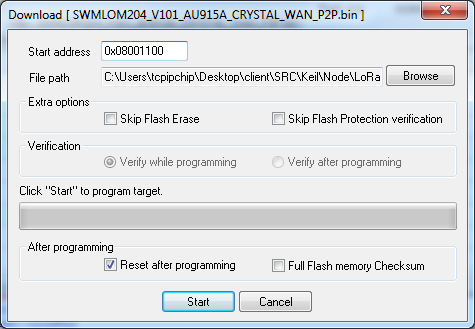 Download [ SWMLOM204_V101_AU915A_CRYSTAL_WAN_P2P.bin ]
Start address 0x08001100
File path C:\Users\tcpipchip\Desktop\client\SRC\Keil\Node\LoRa Browse
Extra options
Skip Flash Erase Skip Flash Protection verification
Verification
Verify while programming Verify after programming
Click "Start" to program target.
After programming
Reset after programming Full Flash memory Checksum
Start Cancel